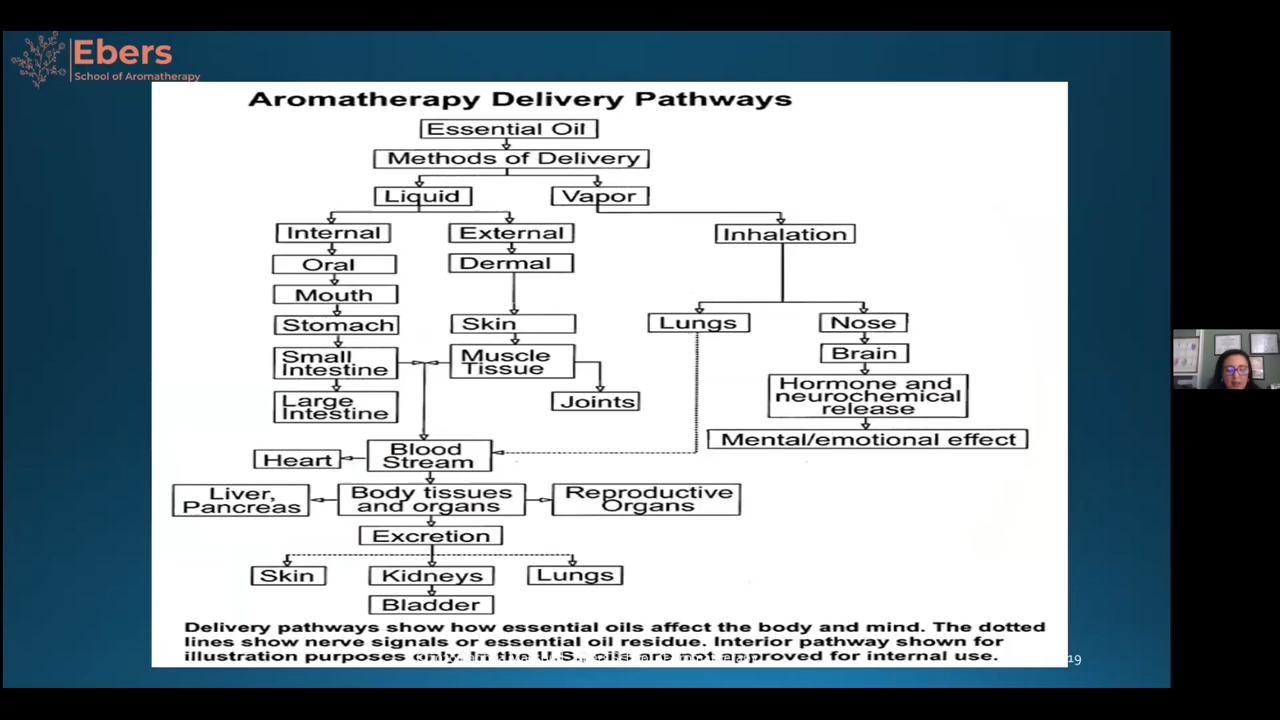 Ebers
School of Aromatherapy
Aromatherapy Delivery Pathways
Essential Oil
Methods of Delivery
Liquid
Vapor
Internal
External
Inhalation
Oral
Dermal
Mouth
Stomach
Skin
Lungs
Nose
Small
Intestine
Muscle
Tissue
Brain
Large
Intestine
Joints
Hormone and
neurochemical
release
Mental/emotional effect
Blood
Stream
Heart
Liver,
Pancreas
Body tissues
and organs
Reproductive
Organs
Excretion
Skin
Kidneys
Lungs
Bladder
Delivery pathways show how essential oils affect the body and mind. The dotted
lines show nerve signals or essential oil residue. Interior pathway shown for
illustration purposes only. In the U.S., oils are not approved for internal use.
19